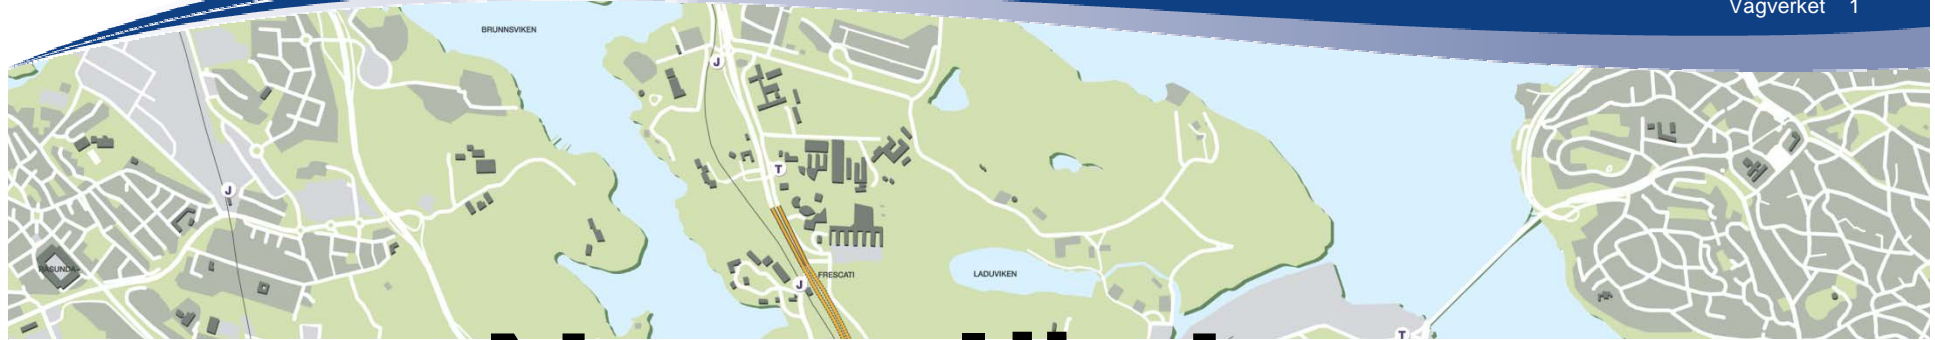 Vägverket 1
BRUNNSVIKEN
J
T
J
RÅSUNDA
FRESCATI
LADUVIKEN
J
T